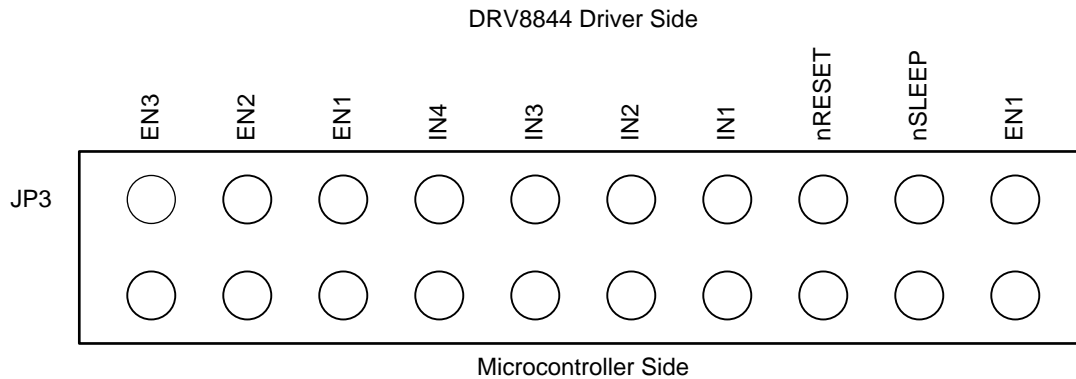 DRV8844 Driver Side
EN3
EN2
EN1
IN4
IN3
IN2
IN1
nRESET
nSLEEP
EN1
JP3
Microcontroller Side